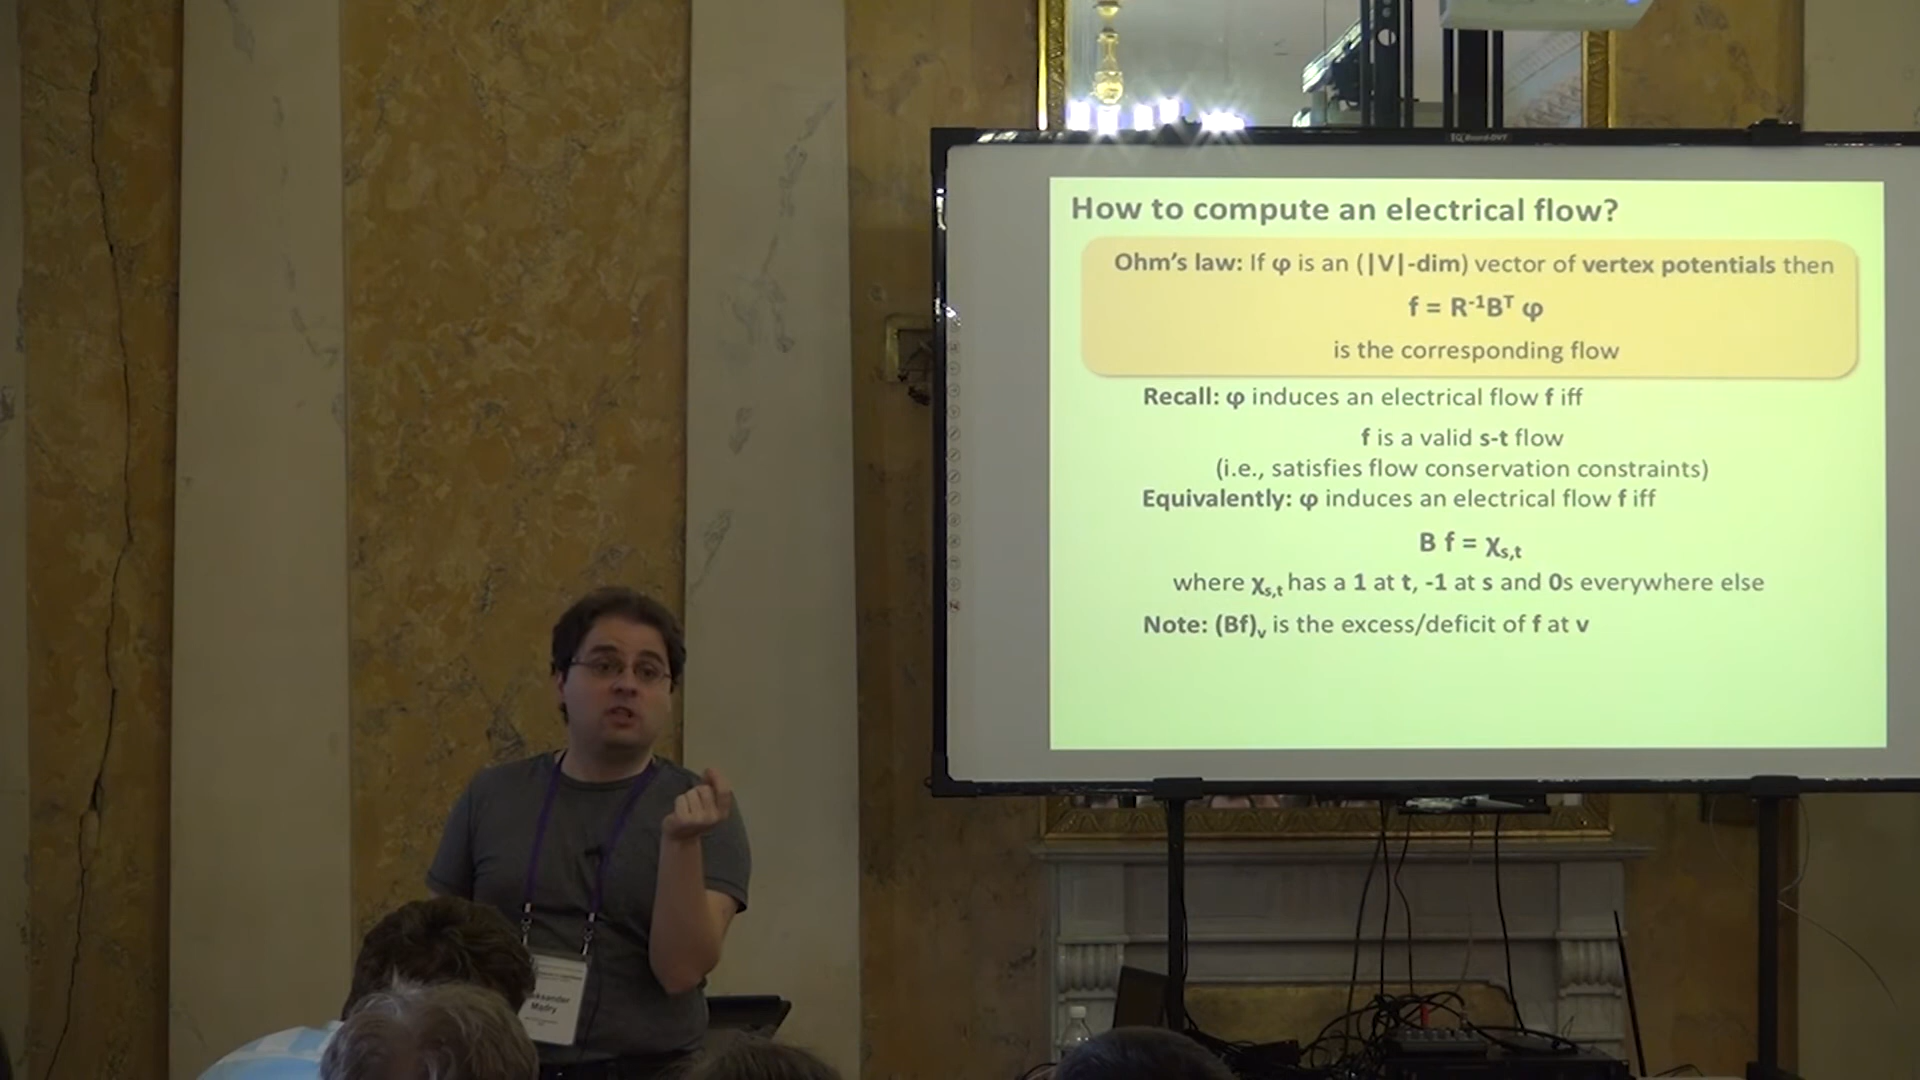 How to compute an electrical flow?
Ohm's law: If φ is an (|V|-dim) vector of vertex potentials then
f = R⁻¹Bᵀ φ
is the corresponding flow
Recall: φ induces an electrical flow f iff
f is a valid s-t flow
(i.e., satisfies flow conservation constraints)
Equivalently: φ induces an electrical flow f iff
B f = χs,t
where χs,t has a 1 at t, -1 at s and 0s everywhere else
Note: (Bf)v is the excess/deficit of f at v
Mądry